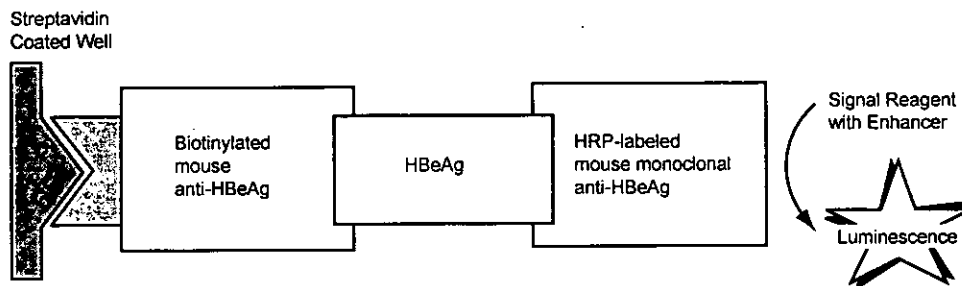 Streptavidin
Coated Well
Biotinylated
mouse
anti-HBeAg
HBeAg
HRP-labeled
mouse monoclonal
anti-HBeAg
Signal Reagent
with Enhancer
Luminescence